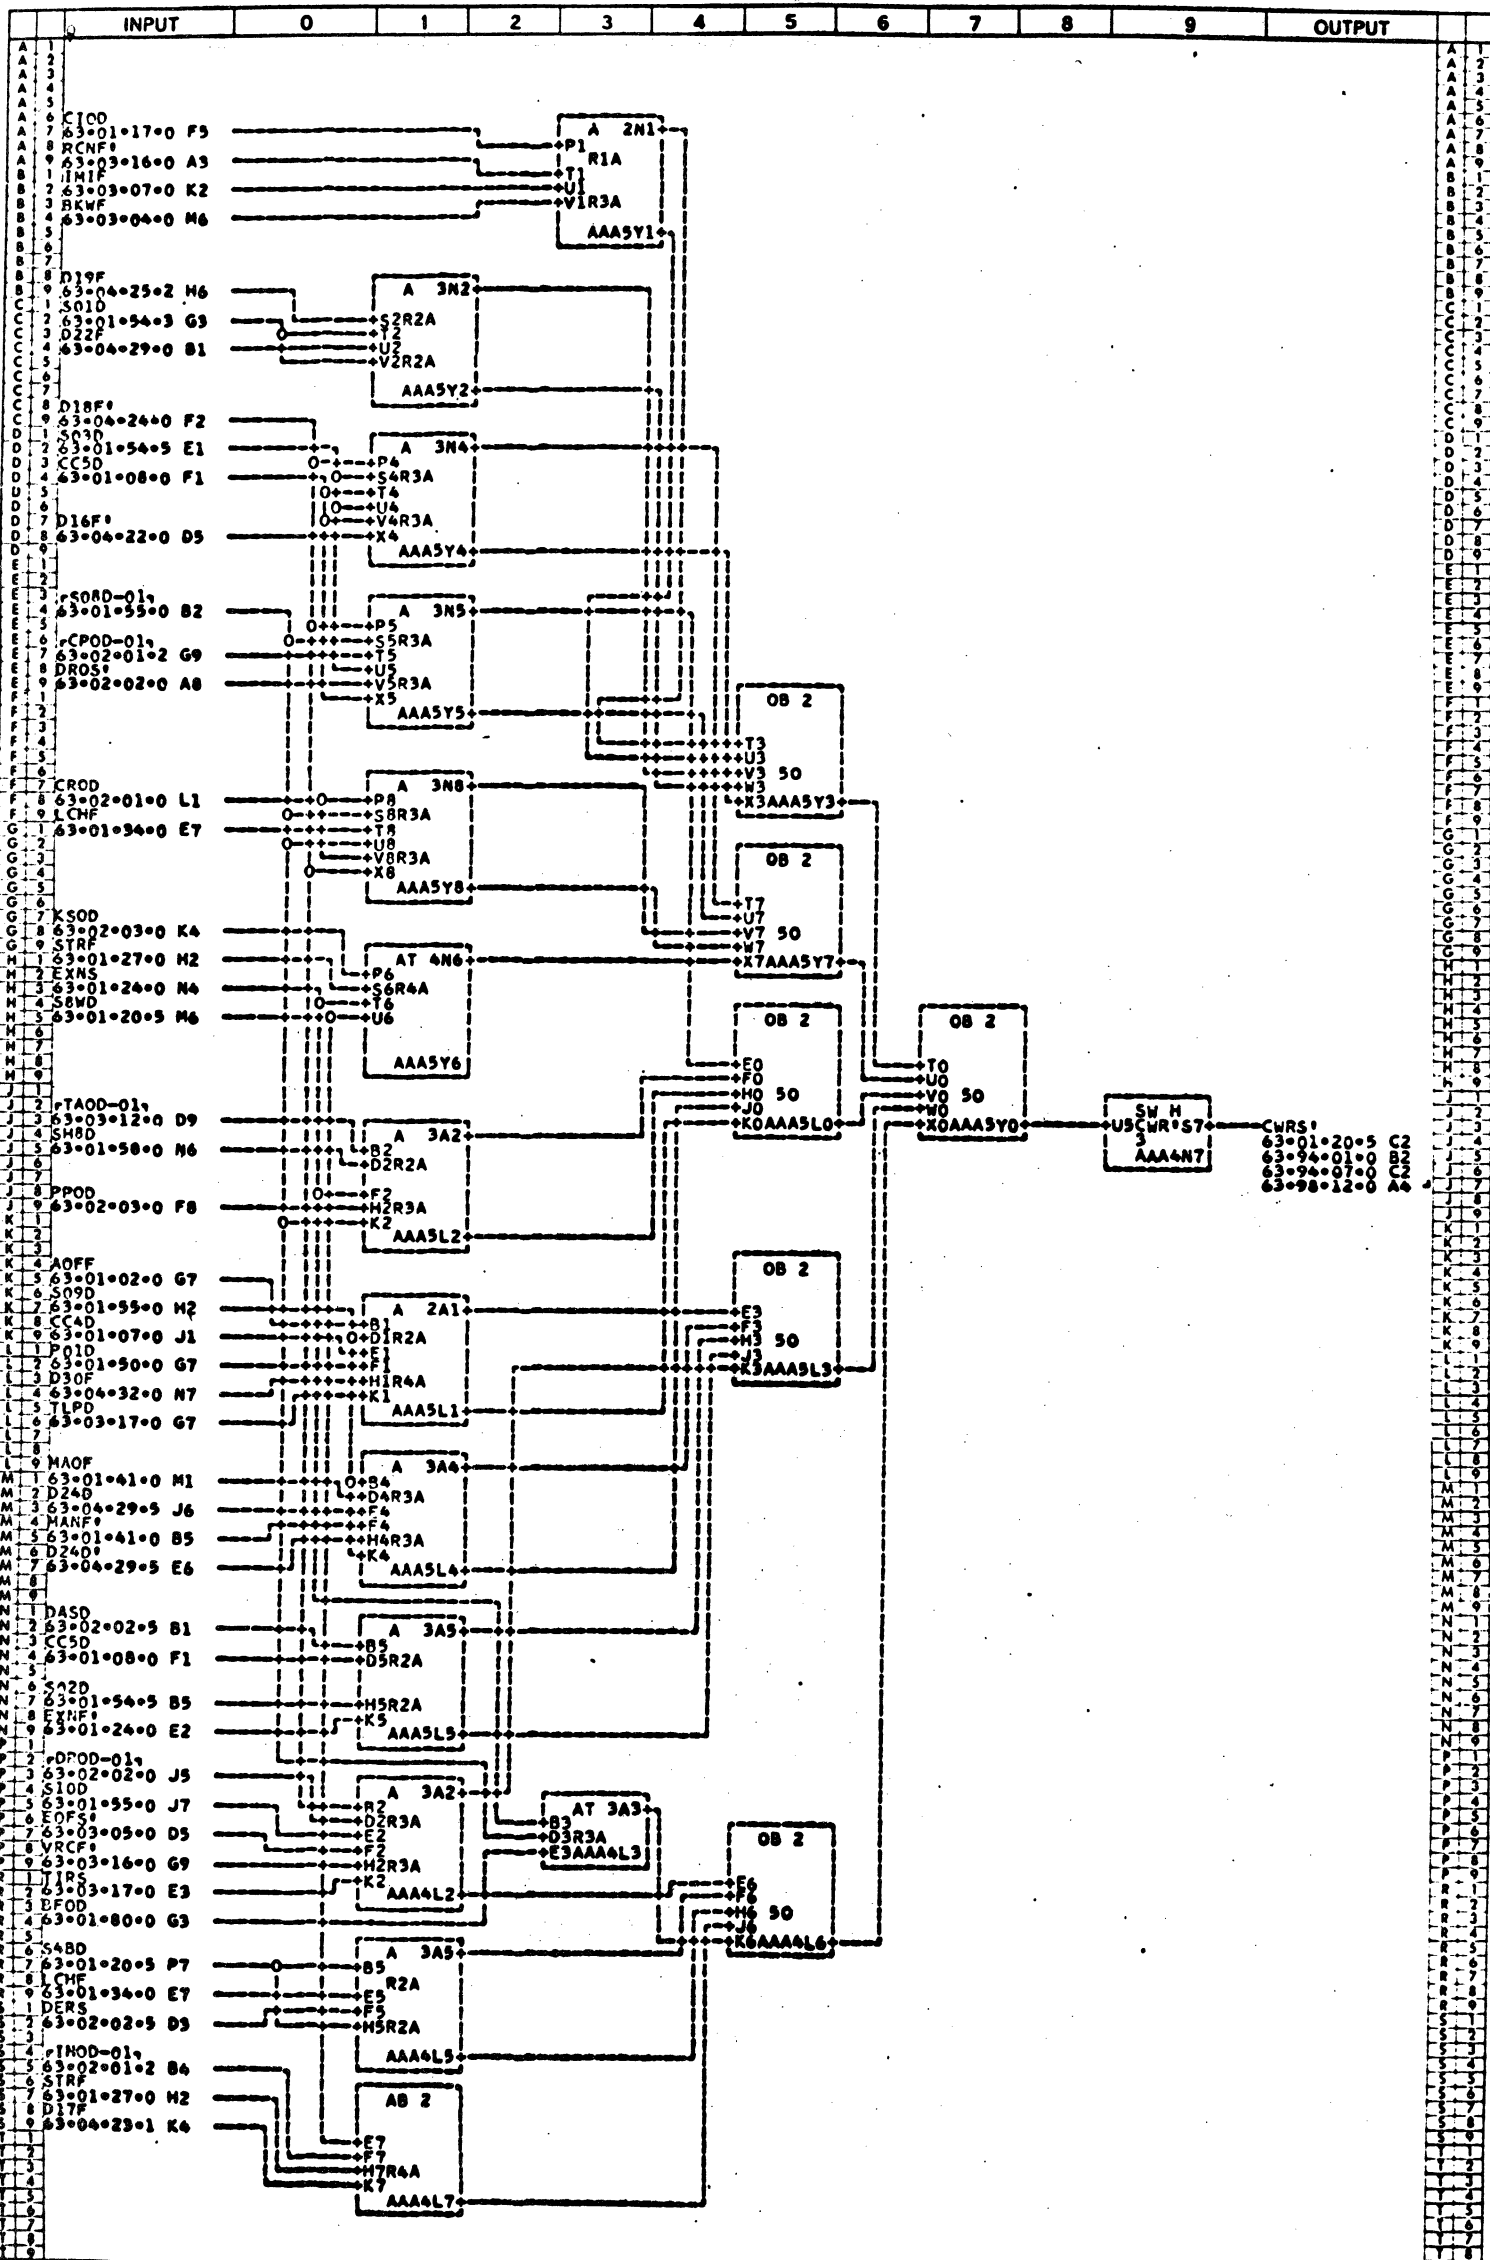 INPUT 0 1 2 3 4 5 6 7 8 9 OUTPUT
CIOD
63•01•17•0 F5
RCNF'
63•03•16•0 A3
IMIF
63•03•07•0 K2
BKWF
63•03•04•0 M6
A 2N1
P1
R1A
T1
U1
V1R3A
AAA5Y1
D19F
63•04•25•2 H6
S01D
63•01•54•3 G3
D22F
63•04•29•0 B1
A 3N2
S2R2A
T2
U2
V2R2A
AAA5Y2
D18F'
63•04•24•0 F2
S03D
63•01•54•5 E1
CC5D
63•01•08•0 F1
D16F'
63•04•22•0 D5
A 3N4
P4
S4R3A
T4
U4
V4R3A
X4
AAA5Y4
S08D-01
63•01•55•0 B2
CPOD-01
63•02•01•2 G9
DROS'
63•02•02•0 A8
A 3N5
P5
S5R3A
T5
U5
V5R3A
X5
AAA5Y5
OB 2
T3
U3
V3 50
W3
X3AAA5Y3
CROD
63•02•01•0 L1
LCHF
63•01•34•0 E7
A 3N8
P8
S8R3A
T8
U8
V8R3A
X8
AAA5Y8
OB 2
T7
U7
V7 50
W7
X7AAA5Y7
KSOD
63•02•03•0 K4
STRF
63•01•27•0 H2
EXNS
63•01•24•0 N4
S8WD
63•01•20•5 M6
AT 4N6
P6
S6R4A
T6
U6
AAA5Y6
OB 2
E0
F0
H0 50
J0
K0AAA5L0
OB 2
T0
U0
V0 50
W0
X0AAA5Y0
SW H
U5CWR'S7
3
AAA4N7
CWRS'
63•01•20•5 C2
63•94•01•0 B2
63•94•07•0 C2
63•98•12•0 A4
TAOD-01
63•03•12•0 D9
SH8D
63•01•58•0 N6
PPOD
63•02•03•0 F8
A 3A2
B2
D2R2A
F2
H2R3A
K2
AAA5L2
AOFF
63•01•02•0 G7
S09D
63•01•55•0 H2
CC4D
63•01•07•0 J1
P01D
63•01•50•0 G7
D30F
63•04•32•0 N7
TLPD
63•03•17•0 G7
A 2A1
B1
D1R2A
E1
F1
H1R4A
K1
AAA5L1
OB 2
E3
F3
H3 50
J3
K3AAA5L3
MAOF
63•01•41•0 M1
D24D
63•04•29•5 J6
MANF'
63•01•41•0 B5
D24D'
63•04•29•5 E6
A 3A4
B4
D4R3A
E4
F4
H4R3A
K4
AAA5L4
DASD
63•02•02•5 B1
CC5D
63•01•08•0 F1
S02D
63•01•54•5 B5
EXNF'
63•01•24•0 E2
A 3A5
B5
D5R2A
H5R2A
K5
AAA5L5
63•02•02•0 J5
S10D
63•01•55•0 J7
EOFS'
63•03•05•0 D5
VRCF'
63•03•16•0 G9
TIRS
63•03•17•0 E3
BFOD
63•01•80•0 G3
A 3A2
B2
D2R3A
E2
F2
H2R3A
K2
AAA4L2
AT 3A3
B3
D3R3A
E3AAA4L3
OB 2
E6
F6
H6 50
J6
K6AAA4L6
S4BD
63•01•20•5 P7
LCHF
63•01•34•0 E7
DERS
63•02•02•5 D3
A 3A5
B5
R2A
E5
F5
H5R2A
AAA4L5
INOD-01
63•02•01•2 B4
STRF
63•01•27•0 H2
D17F
63•04•23•1 K4
AB 2
E7
F7
H7R4A
K7
AAA4L7